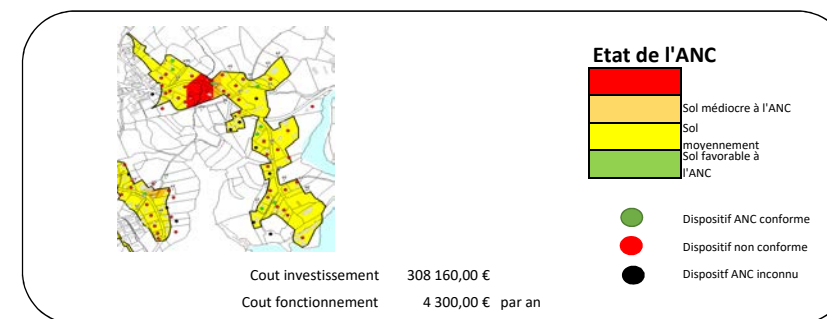 Etat de l'ANC
Sol médiocre à l'ANC
Sol
moyennement
Sol favorable à
l'ANC
Dispositif ANC conforme
Dispositif non conforme
Dispositf ANC inconnu
Cout investissement 308 160,00 €
Cout fonctionnement 4 300,00 € par an